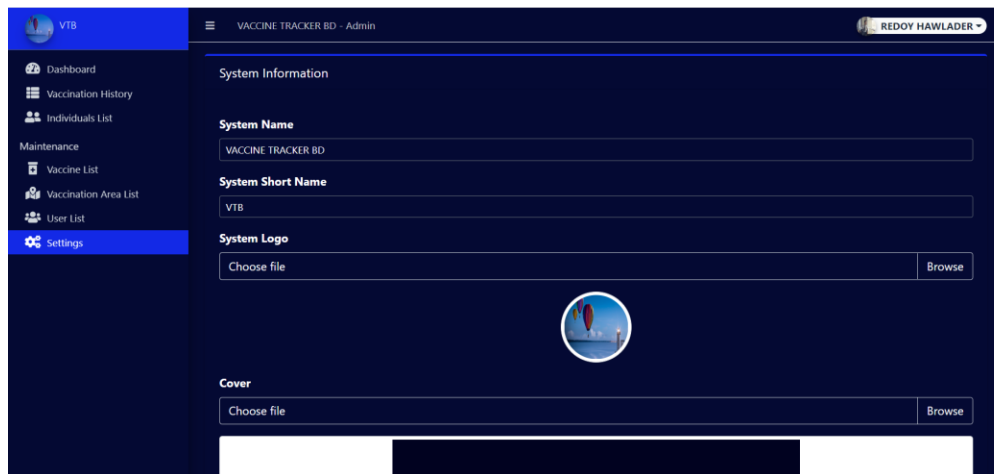 VTB
VACCINE TRACKER BD - Admin
REDOY HAWLADER
Dashboard
Vaccination History
Individuals List
Maintenance
Vaccine List
Vaccination Area List
User List
Settings
System Information
System Name
VACCINE TRACKER BD
System Short Name
VTB
System Logo
Choose file
Browse
Cover
Choose file
Browse